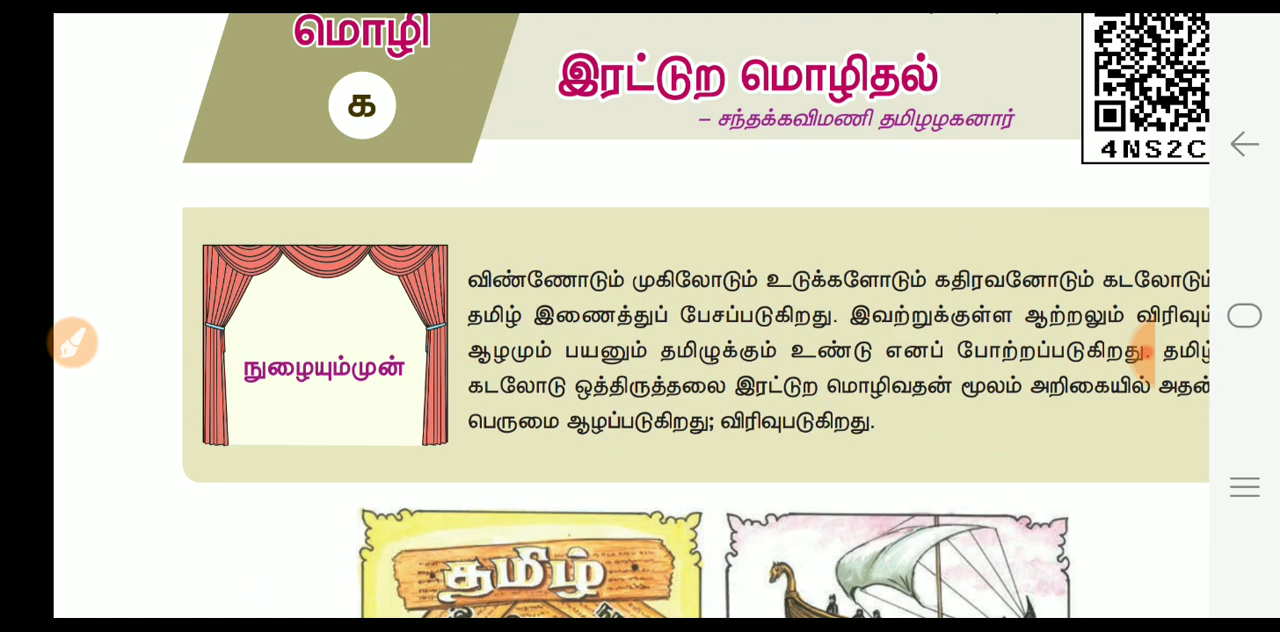 மொழி
க
இரட்டுற மொழிதல்
– சந்தக்கவிமணி தமிழழகனார்
4NS2C
நுழையும்முன்
விண்ணோடும் முகிலோடும் உடுக்களோடும் கதிரவனோடும் கடலோடும்
தமிழ் இணைத்துப் பேசப்படுகிறது. இவற்றுக்குள்ள ஆற்றலும் விரிவும்
ஆழமும் பயனும் தமிழுக்கும் உண்டு எனப் போற்றப்படுகிறது. தமிழ்
கடலோடு ஒத்திருத்தலை இரட்டுற மொழிவதன் மூலம் அறிகையில் அதன்
பெருமை ஆழப்படுகிறது; விரிவுபடுகிறது.
தமிழ்